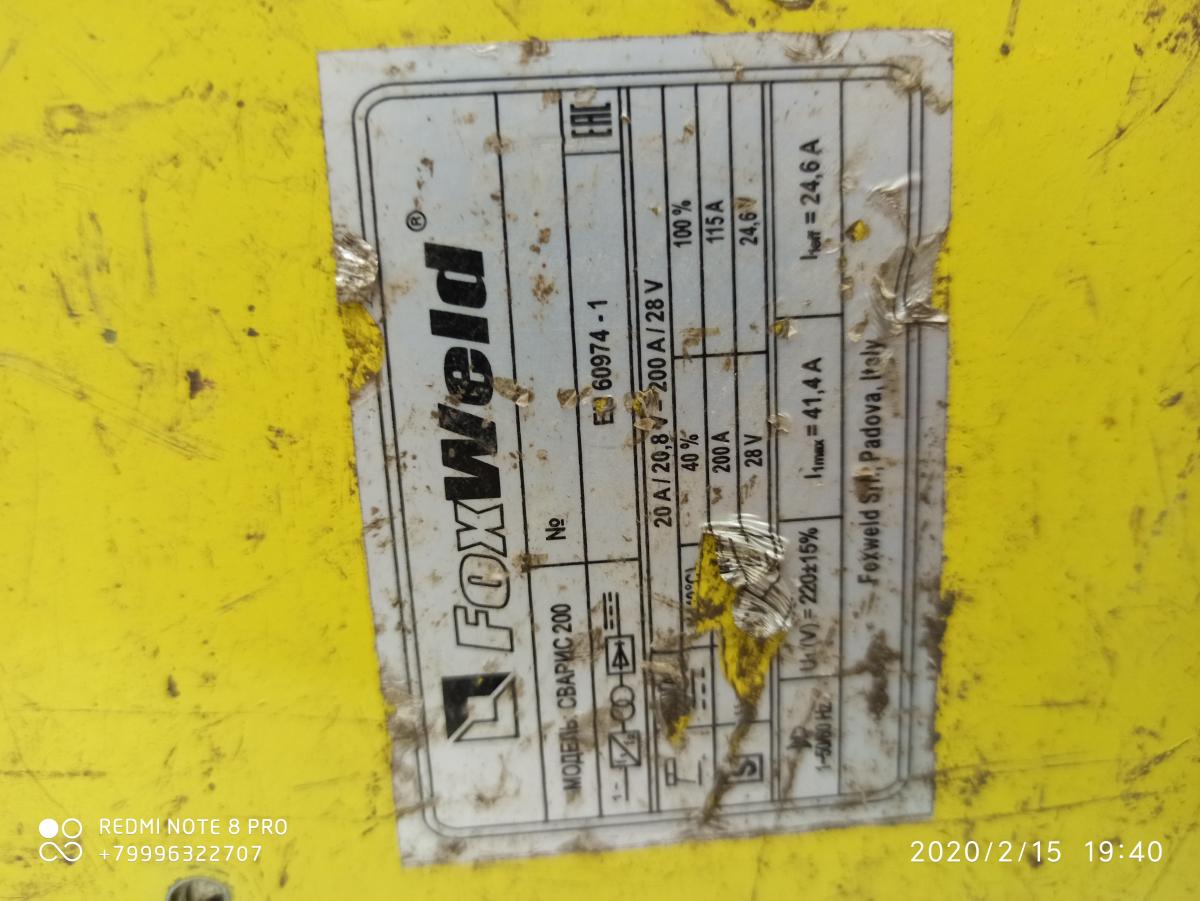 FoxWeld ®
МОДЕЛЬ: СВАРИС 200 №
1~ 60974 - 1 EAC
20 A / 20,8 V – 200 A / 28 V
40 % 100 %
200 A 115 A
S 28 V 24,6 V
1~50/60 Hz U₁ (V) = 220±15% I₁max = 41,4 A I₁eff = 24,6 A
Foxweld S.r.l., Padova, Italy
REDMI NOTE 8 PRO
+79996322707
2020/2/15 19:40